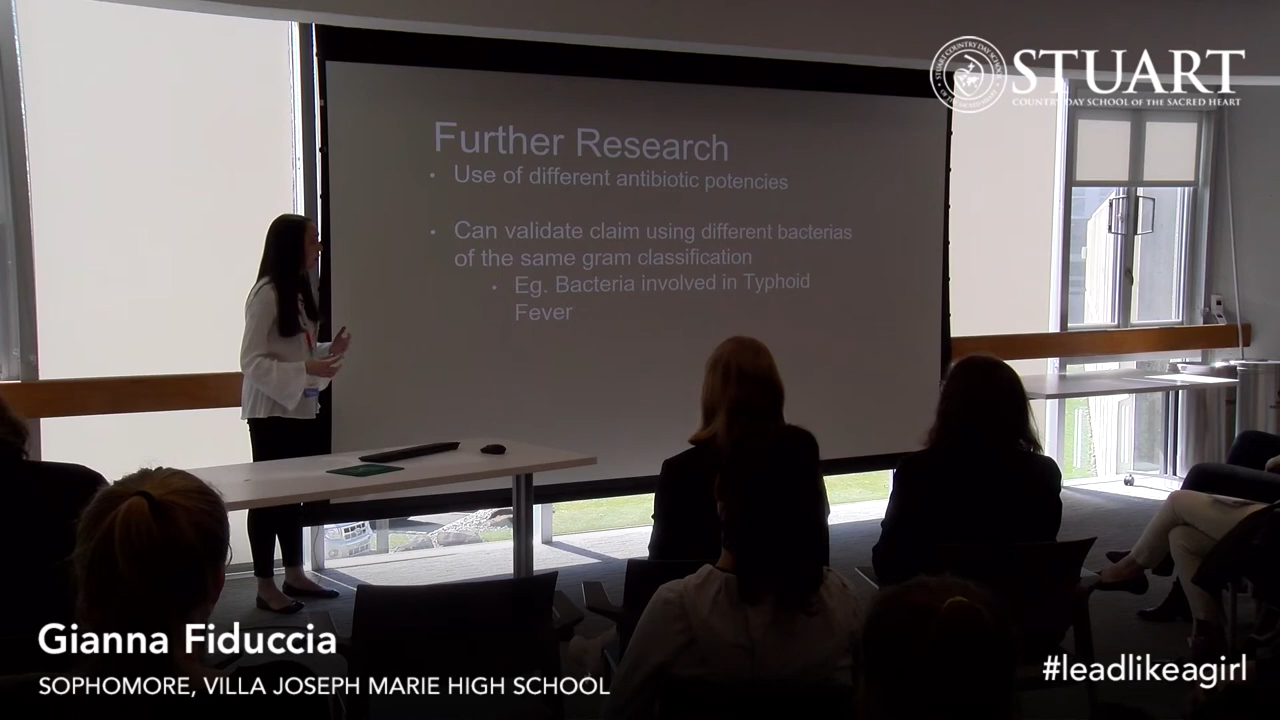 STUART
COUNTRY DAY SCHOOL OF THE SACRED HEART
Further Research
• Use of different antibiotic potencies
• Can validate claim using different bacterias
of the same gram classification
• Eg. Bacteria involved in Typhoid
Fever
Gianna Fiduccia
SOPHOMORE, VILLA JOSEPH MARIE HIGH SCHOOL
#leadlikeagirl